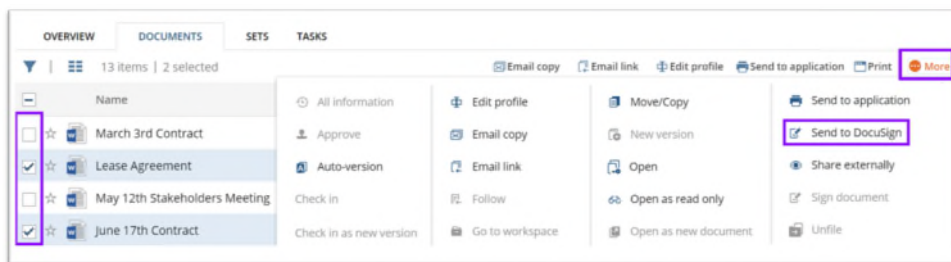 OVERVIEW DOCUMENTS SETS TASKS
13 items | 2 selected Email copy Email link Edit profile Send to application Print More
Name All information Edit profile Move/Copy Send to application
March 3rd Contract Approve Email copy New version Send to DocuSign
Lease Agreement Auto-version Email link Open Share externally
May 12th Stakeholders Meeting Check in Follow Open as read only Sign document
June 17th Contract Check in as new version Go to workspace Open as new document Unfile